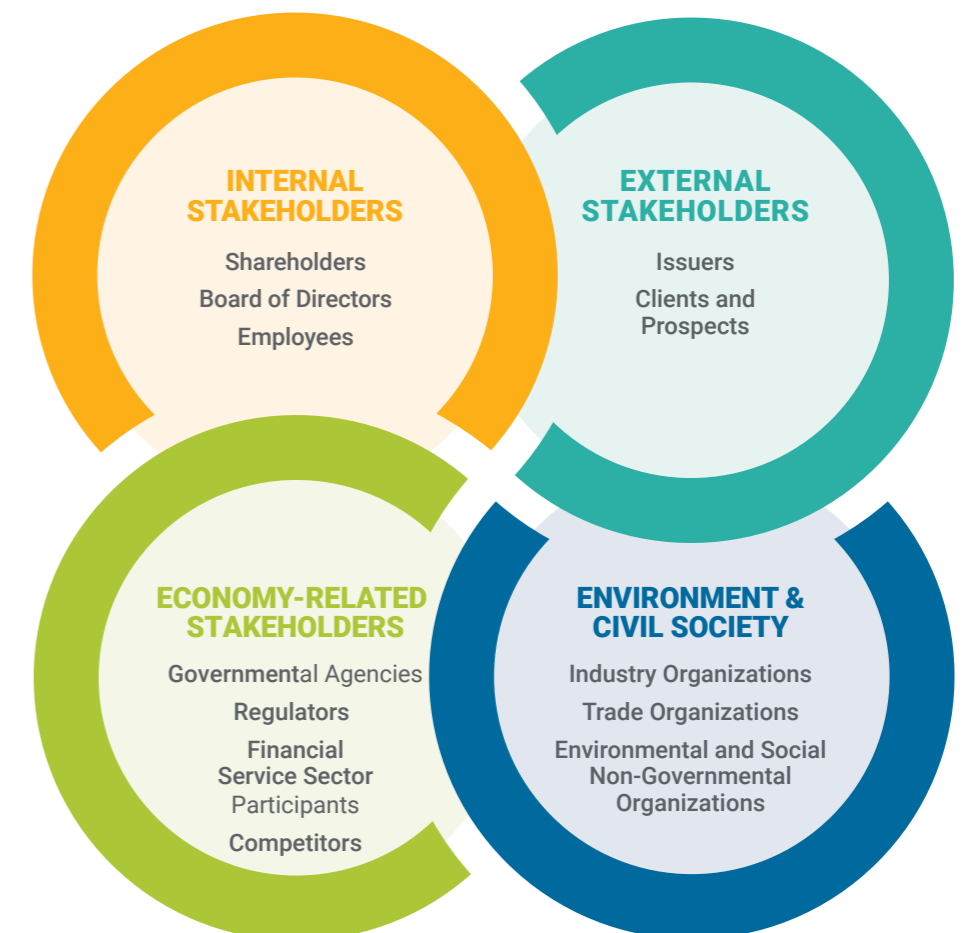 INTERNAL
STAKEHOLDERS
Shareholders
Board of Directors
Employees
EXTERNAL
STAKEHOLDERS
Issuers
Clients and
Prospects
ECONOMY-RELATED
STAKEHOLDERS
Governmental Agencies
Regulators
Financial
Service Sector
Participants
Competitors
ENVIRONMENT &
CIVIL SOCIETY
Industry Organizations
Trade Organizations
Environmental and Social
Non-Governmental
Organizations